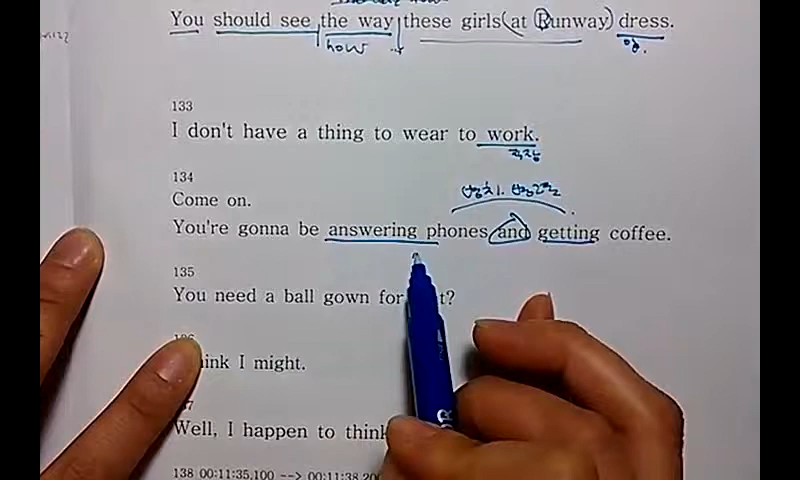 You should see the way these girls (at Runway) dress.
how
133
I don't have a thing to wear to work.
134
Come on.
You're gonna be answering phones and getting coffee.
135
You need a ball gown for t?
ink I might.
Well, I happen to think
138 00:11:35,100 --> 00:11:38,200